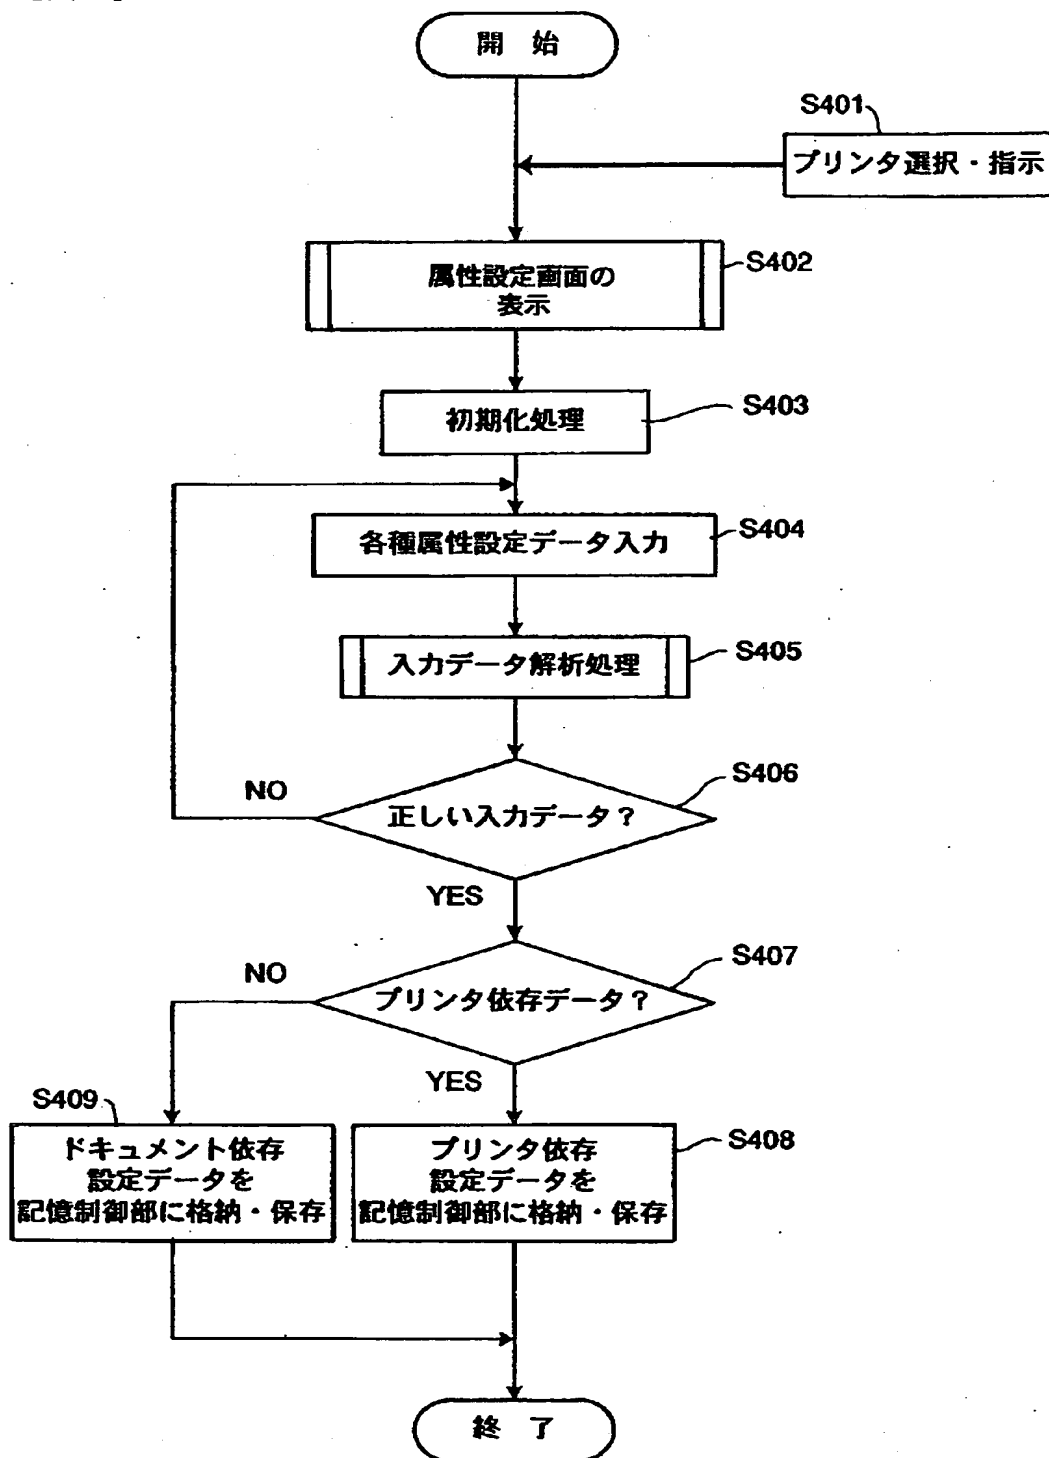 開 始
S401
プリンタ選択・指示
S402
属性設定画面の
表示
S403
初期化処理
S404
各種属性設定データ入力
S405
入力データ解析処理
S406
NO
正しい入力データ?
YES
S407
NO
プリンタ依存データ?
YES
S409
ドキュメント依存
設定データを
記憶制御部に格納・保存
S408
プリンタ依存
設定データを
記憶制御部に格納・保存
終 了